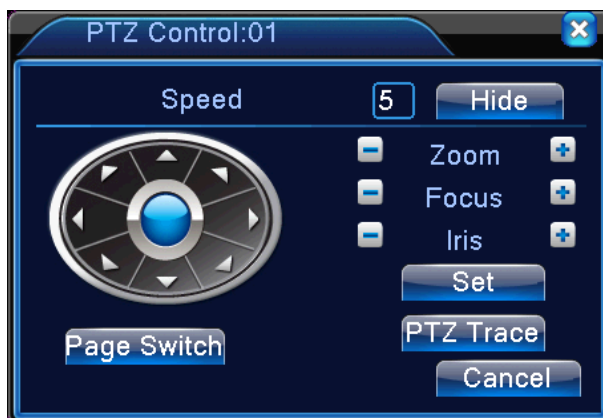 PTZ Control:01
Speed 5 Hide
Zoom
Focus
Iris
Set
Page Switch PTZ Trace
Cancel